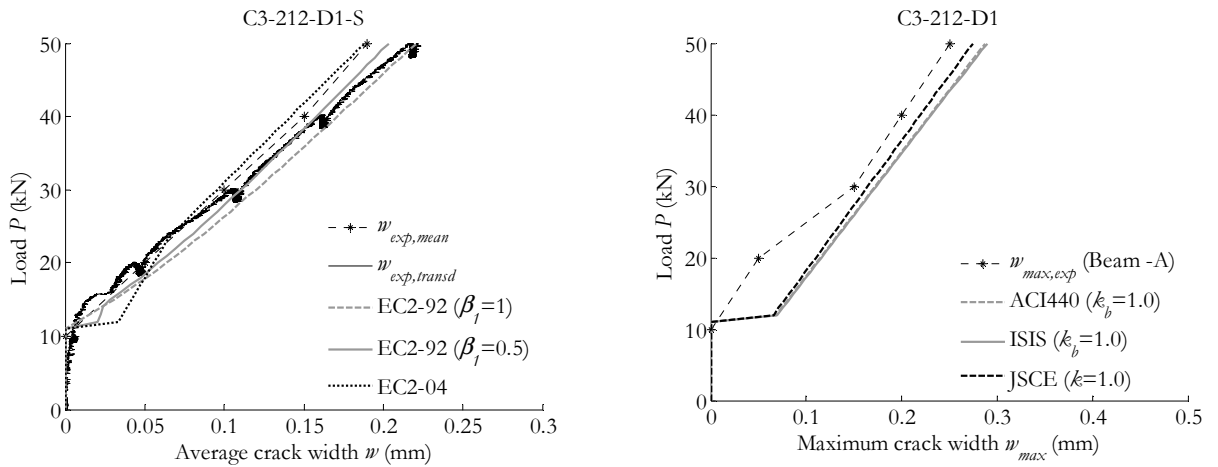 C3-212-D1-S
50
40
30
20
10
0
Load P (kN)
0
0.05
0.1
0.15
0.2
0.25
0.3
Average crack width w (mm)
w_exp,mean
w_exp,transd
EC2-92 (β_1=1)
EC2-92 (β_1=0.5)
EC2-04
C3-212-D1
50
40
30
20
10
0
Load P (kN)
0
0.1
0.2
0.3
0.4
0.5
Maximum crack width w_max (mm)
w_max,exp (Beam -A)
ACI440 (k_b=1.0)
ISIS (k_b=1.0)
JSCE (k=1.0)